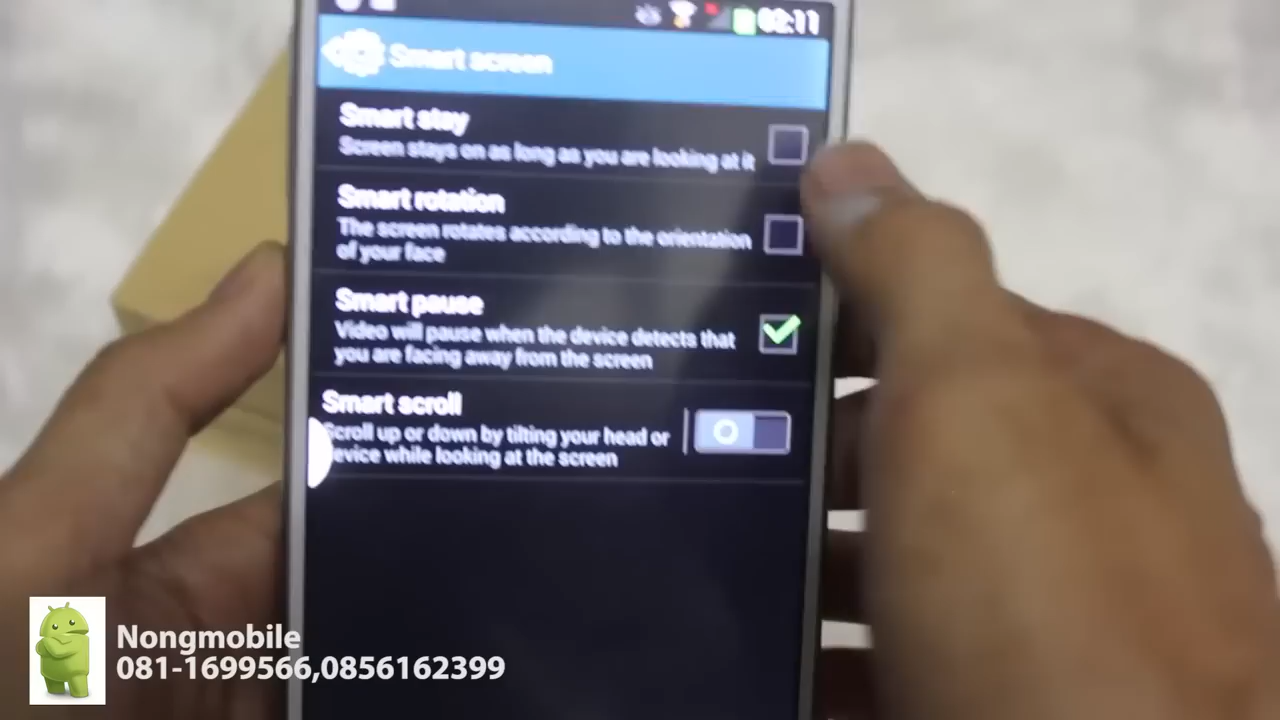 02:11
Smart screen
Smart stay
Screen stays on as long as you are looking at it
Smart rotation
The screen rotates according to the orientation
of your face
Smart pause
Video will pause when the device detects that
you are facing away from the screen
Smart scroll
Scroll up or down by tilting your head or
evice while looking at the screen
Nongmobile
081-1699566,0856162399